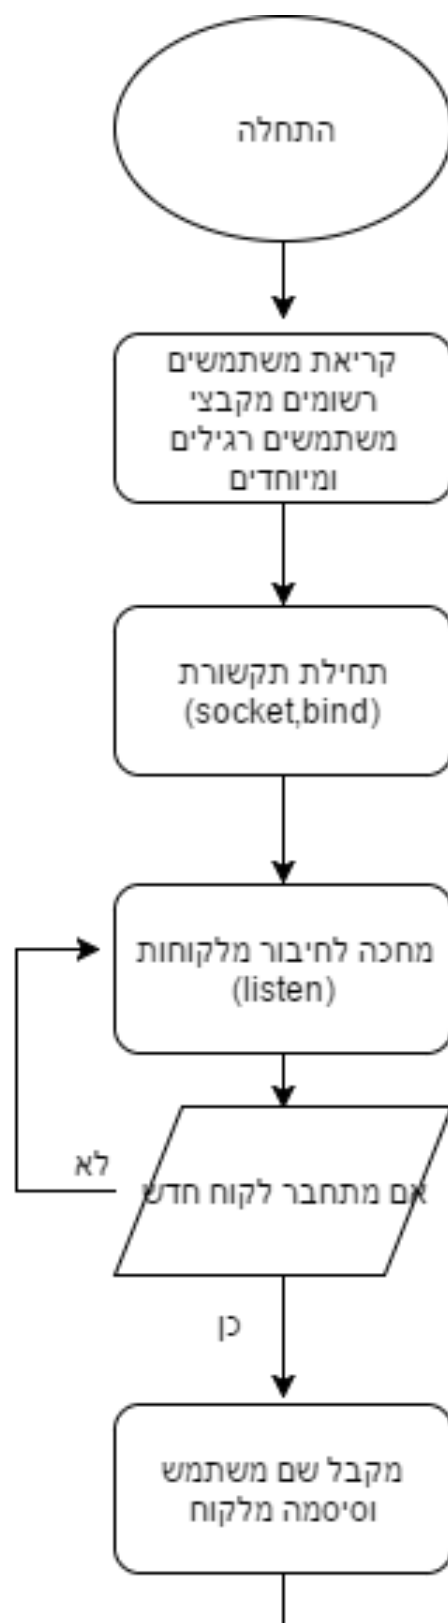 התחלה
קריאת משתמשים
רשומים מקבצי
משתמשים רגילים
ומיוחדים
תחילת תקשורת
(socket,bind)
מחכה לחיבור מלקוחות
(listen)
לא
אם מתחבר לקוח חדש
כן
מקבל שם משתמש
וסיסמה מלקוח